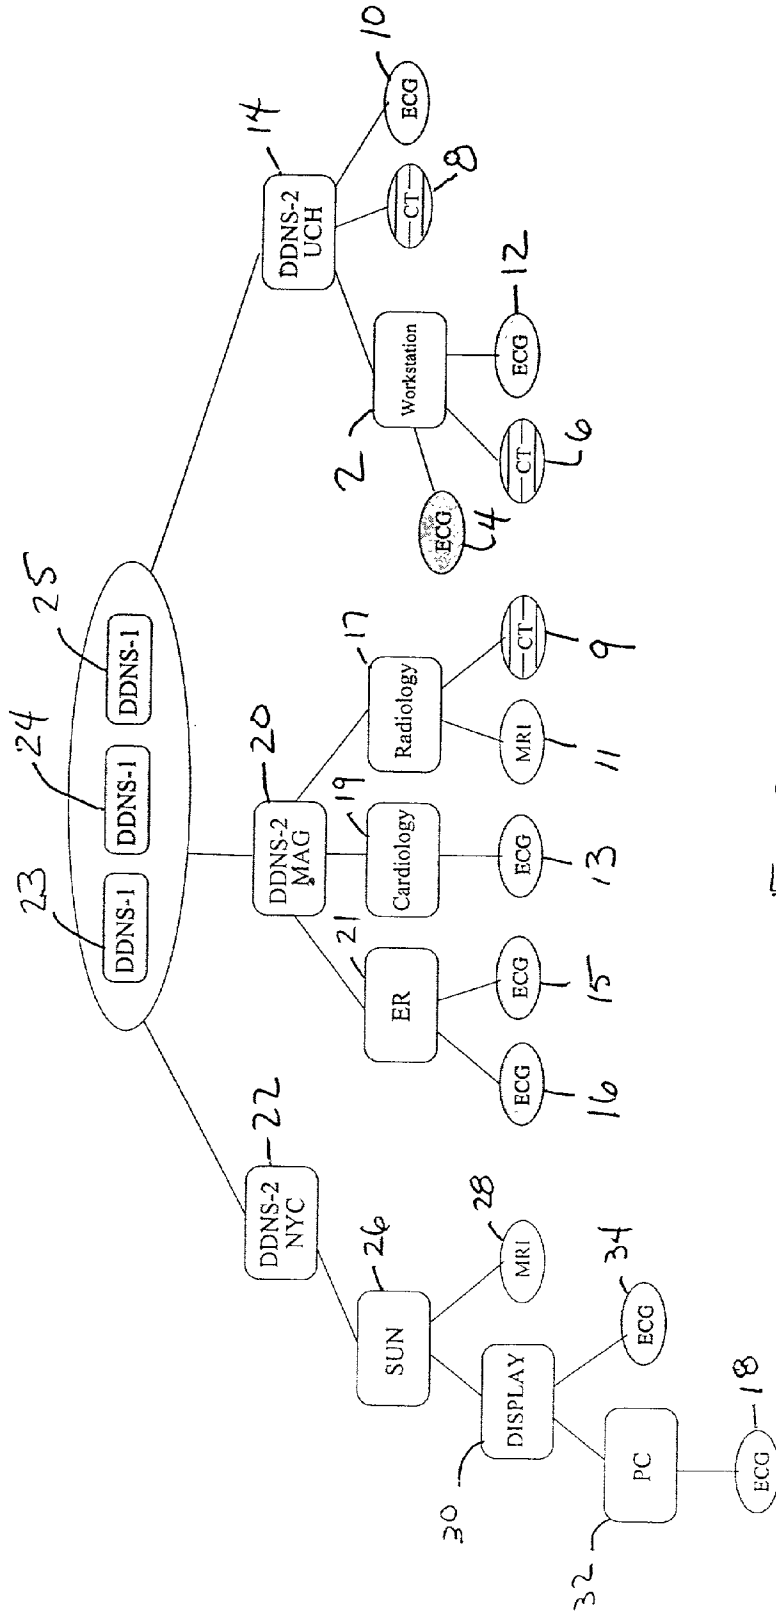 23
24
25
DDNS-1
DDNS-1
DDNS-1
22
20
14
DDNS-2
NYC
DDNS-2
MAG
DDNS-2
UCH
26
21
19
17
10
SUN
ER
Cardiology
Radiology
2
Workstation
CT
8
ECG
30
DISPLAY
MRI
28
ECG
16
ECG
15
ECG
13
MRI
11
CT
9
ECG
4
CT
6
ECG
12
32
PC
ECG
34
ECG
18